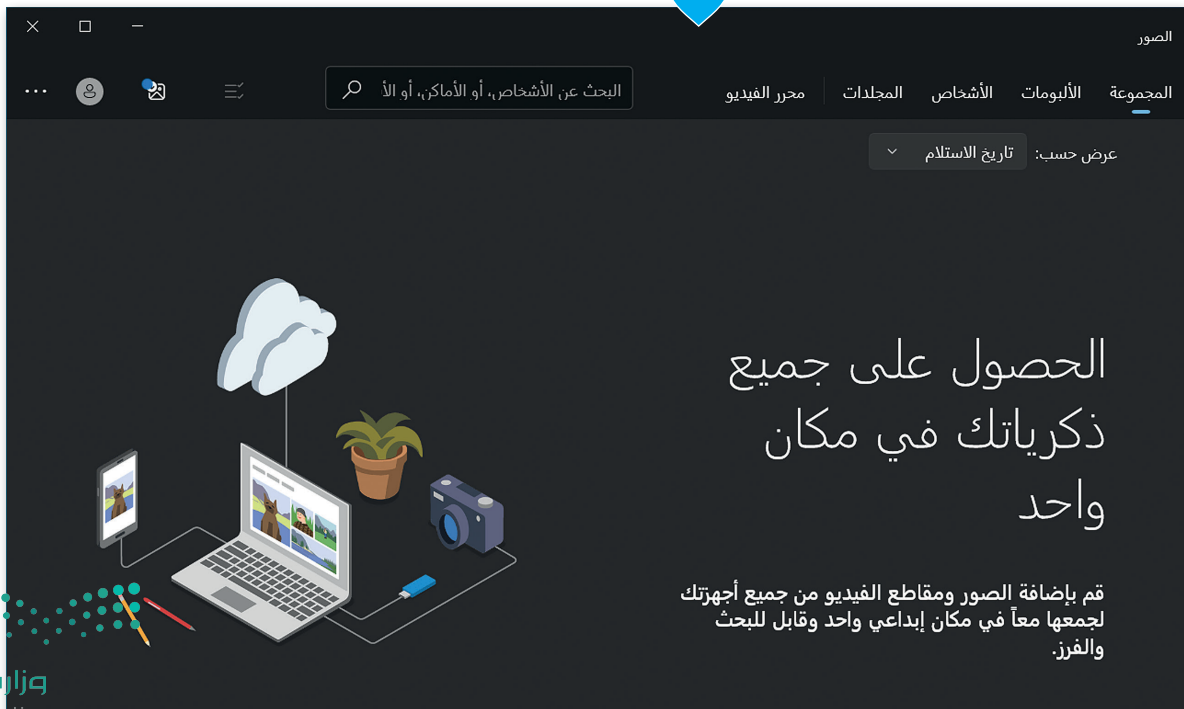 الصور
المجموعة الألبومات الأشخاص المجلدات محرر الفيديو البحث عن الأشخاص، أو الأماكن، أو الأ
عرض حسب: تاريخ الاستلام
الحصول على جميع
ذكرياتك في مكان
واحد
قم بإضافة الصور ومقاطع الفيديو من جميع أجهزتك
لجمعها معاً في مكان إبداعي واحد وقابل للبحث
والفرز.